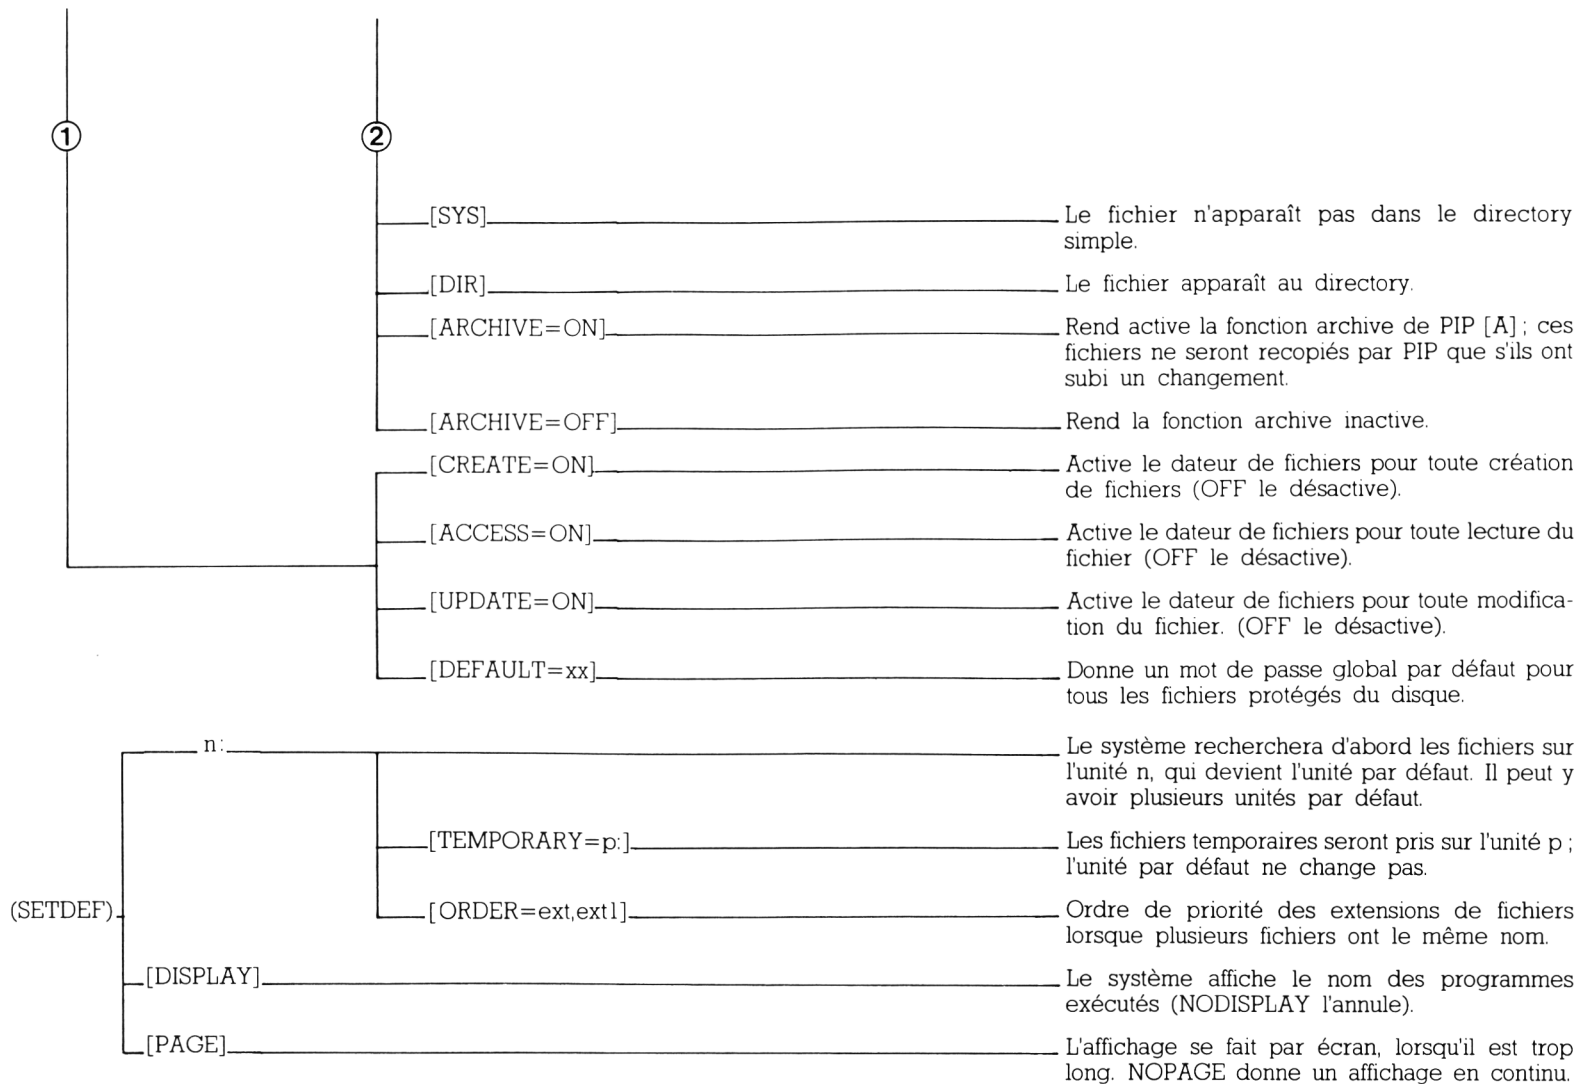 ① ②
[SYS] Le fichier n'apparaît pas dans le directory
simple.
[DIR] Le fichier apparaît au directory.
[ARCHIVE=ON] Rend active la fonction archive de PIP [A] ; ces
fichiers ne seront recopiés par PIP que s'ils ont
subi un changement.
[ARCHIVE=OFF] Rend la fonction archive inactive.
[CREATE=ON] Active le dateur de fichiers pour toute création
de fichiers (OFF le désactive).
[ACCESS=ON] Active le dateur de fichiers pour toute lecture du
fichier (OFF le désactive).
[UPDATE=ON] Active le dateur de fichiers pour toute modifica-
tion du fichier. (OFF le désactive).
[DEFAULT=xx] Donne un mot de passe global par défaut pour
tous les fichiers protégés du disque.
n: Le système recherchera d'abord les fichiers sur
l'unité n, qui devient l'unité par défaut. Il peut y
avoir plusieurs unités par défaut.
[TEMPORARY=p:] Les fichiers temporaires seront pris sur l'unité p ;
l'unité par défaut ne change pas.
(SETDEF) [ORDER=ext,ext1] Ordre de priorité des extensions de fichiers
lorsque plusieurs fichiers ont le même nom.
[DISPLAY] Le système affiche le nom des programmes
exécutés (NODISPLAY l'annule).
[PAGE] L'affichage se fait par écran, lorsqu'il est trop
long. NOPAGE donne un affichage en continu.